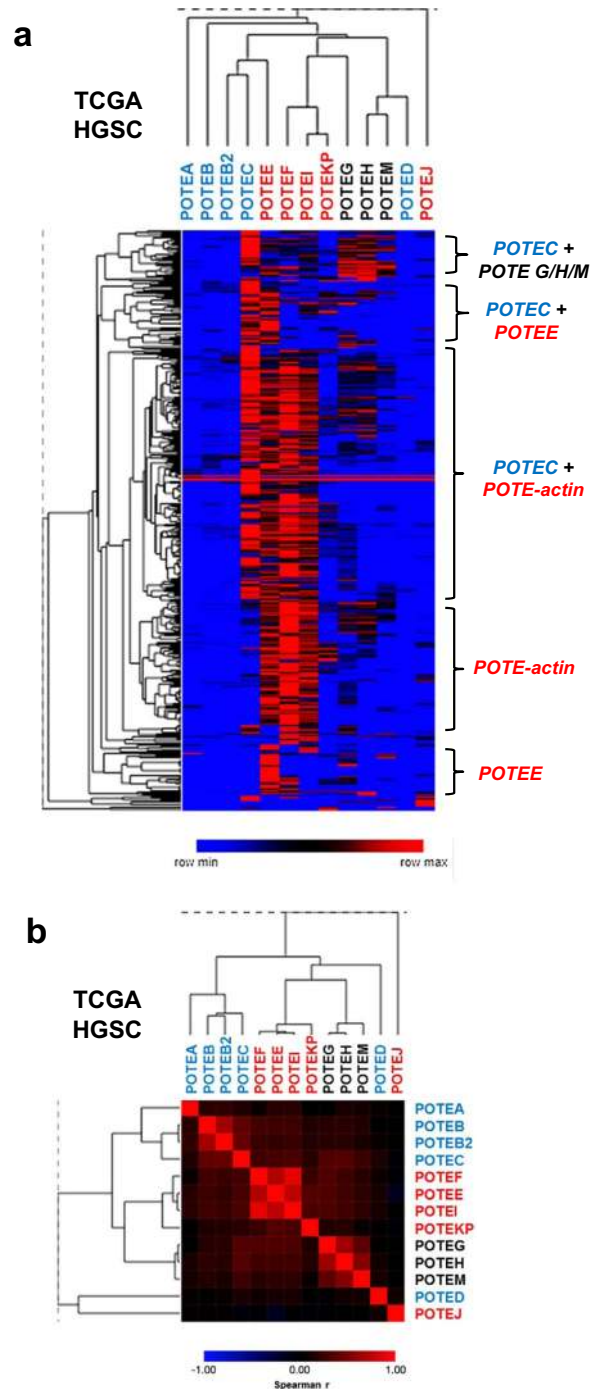 a
TCGA
HGSC
POTEA
POTEB
POTEB2
POTEC
POTEE
POTEF
POTEI
POTEKP
POTEG
POTEH
POTEM
POTED
POTEJ
POTEC +
POTE G/H/M
POTEC +
POTEE
POTEC +
POTE-actin
POTE-actin
POTEE
row min
row max
b
TCGA
HGSC
POTEA
POTEB
POTEB2
POTEC
POTEF
POTEE
POTEI
POTEKP
POTEG
POTEH
POTEM
POTED
POTEJ
POTEA
POTEB
POTEB2
POTEC
POTEF
POTEE
POTEI
POTEKP
POTEG
POTEH
POTEM
POTED
POTEJ
-1.00 0.00 1.00
Spearman r